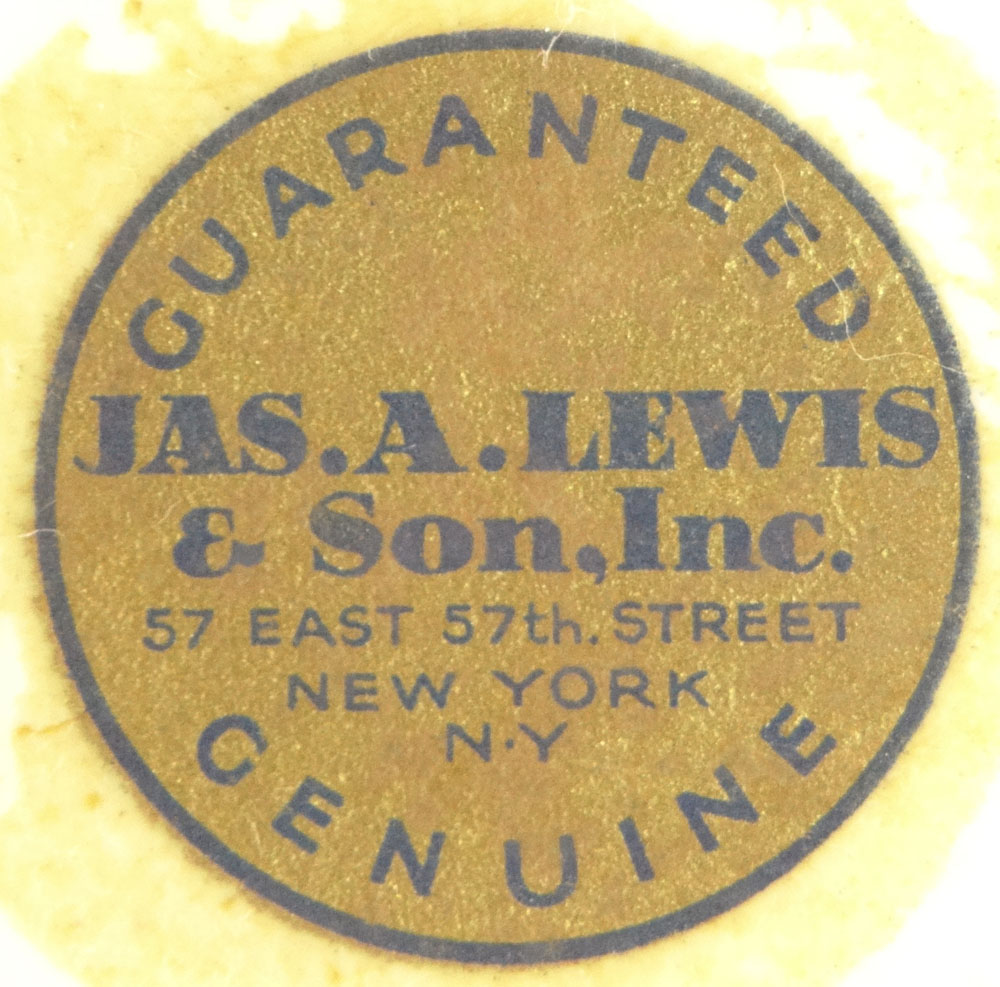 GUARANTEED
JAS. A. LEWIS
& Son, Inc.
57 EAST 57th. STREET
NEW YORK
N·Y
GENUINE